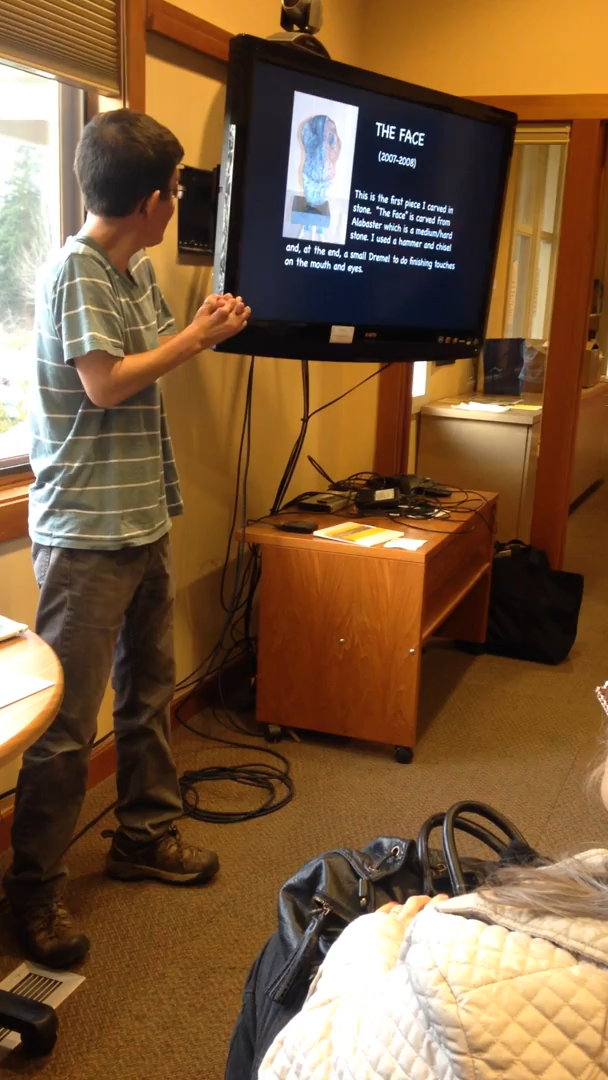 THE FACE
(2007-2008)
This is the first piece I carved in
stone. "The Face" is carved from
Alabaster which is a medium/hard
stone. I used a hammer and chisel
and, at the end, a small Dremel to do finishing touches
on the mouth and eyes.